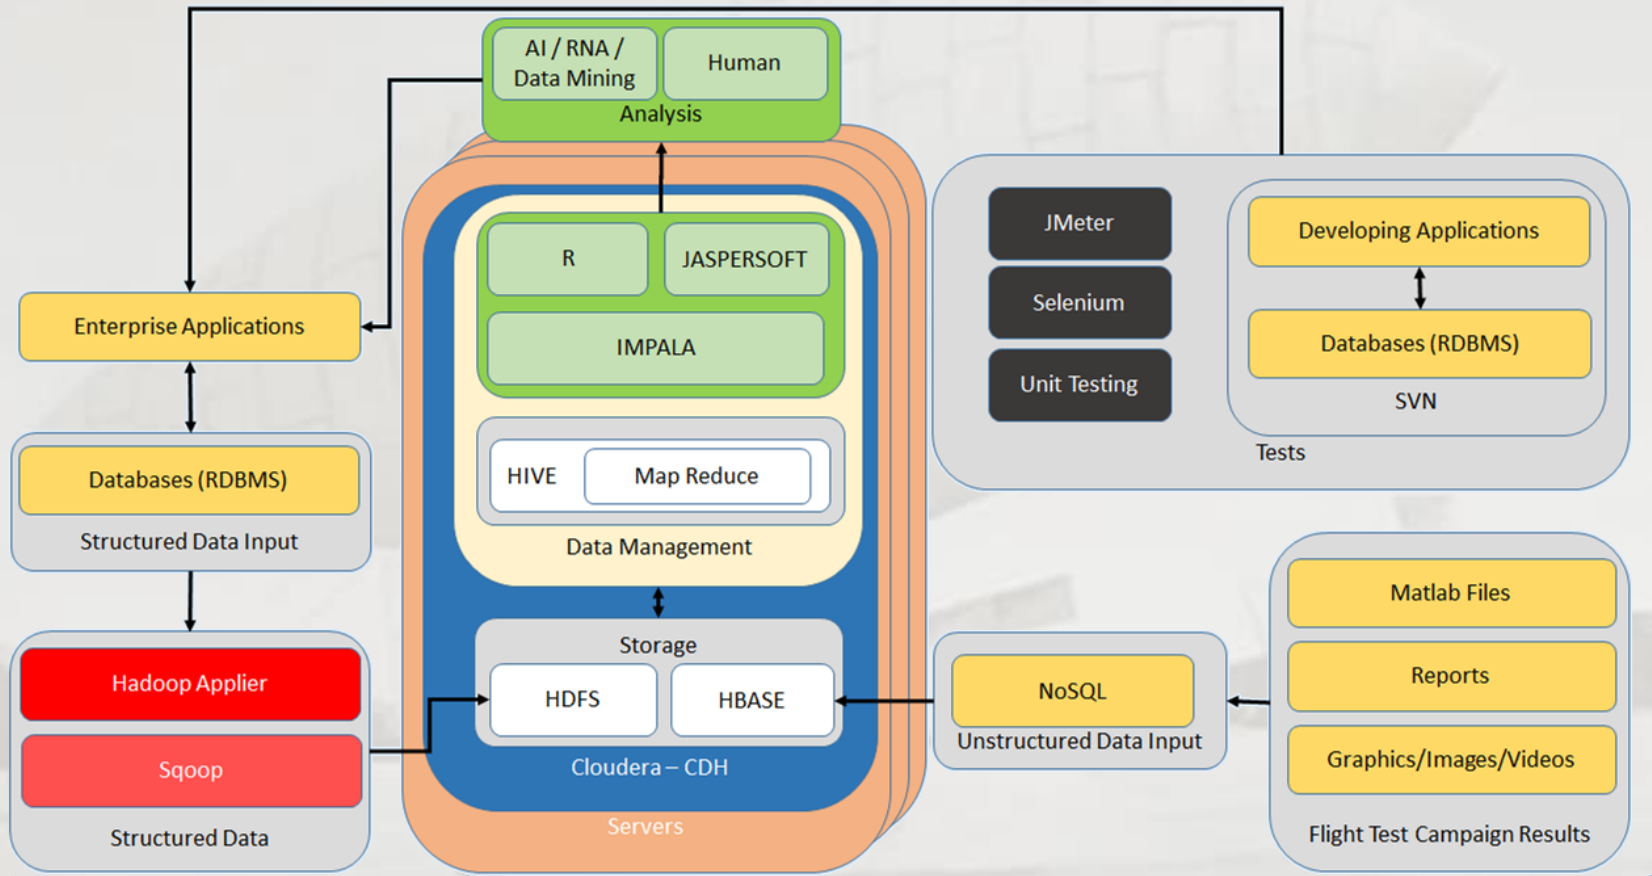 AI / RNA /
Data Mining
Human
Analysis
R
JASPERSOFT
IMPALA
HIVE
Map Reduce
Data Management
Storage
HDFS
HBASE
Cloudera – CDH
Servers
Enterprise Applications
Databases (RDBMS)
Structured Data Input
Hadoop Applier
Sqoop
Structured Data
JMeter
Selenium
Unit Testing
Developing Applications
Databases (RDBMS)
SVN
Tests
NoSQL
Unstructured Data Input
Matlab Files
Reports
Graphics/Images/Videos
Flight Test Campaign Results